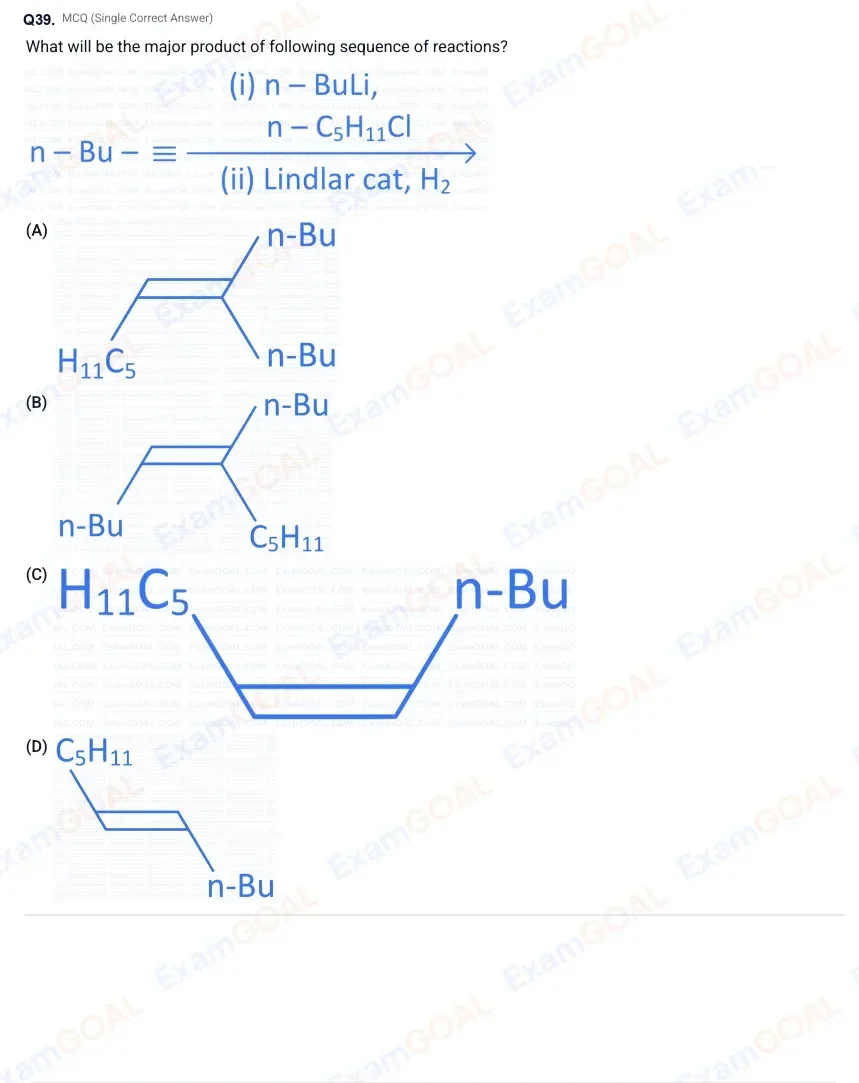 Q39. MCQ (Single Correct Answer)
What will be the major product of following sequence of reactions?
(i) n – BuLi,
n – C₅H₁₁Cl
n – Bu – ≡
(ii) Lindlar cat, H₂
(A)
n-Bu
H₁₁C₅
n-Bu
(B)
n-Bu
n-Bu
C₅H₁₁
(C)
H₁₁C₅
n-Bu
(D)
C₅H₁₁
n-Bu
ExamGOAL